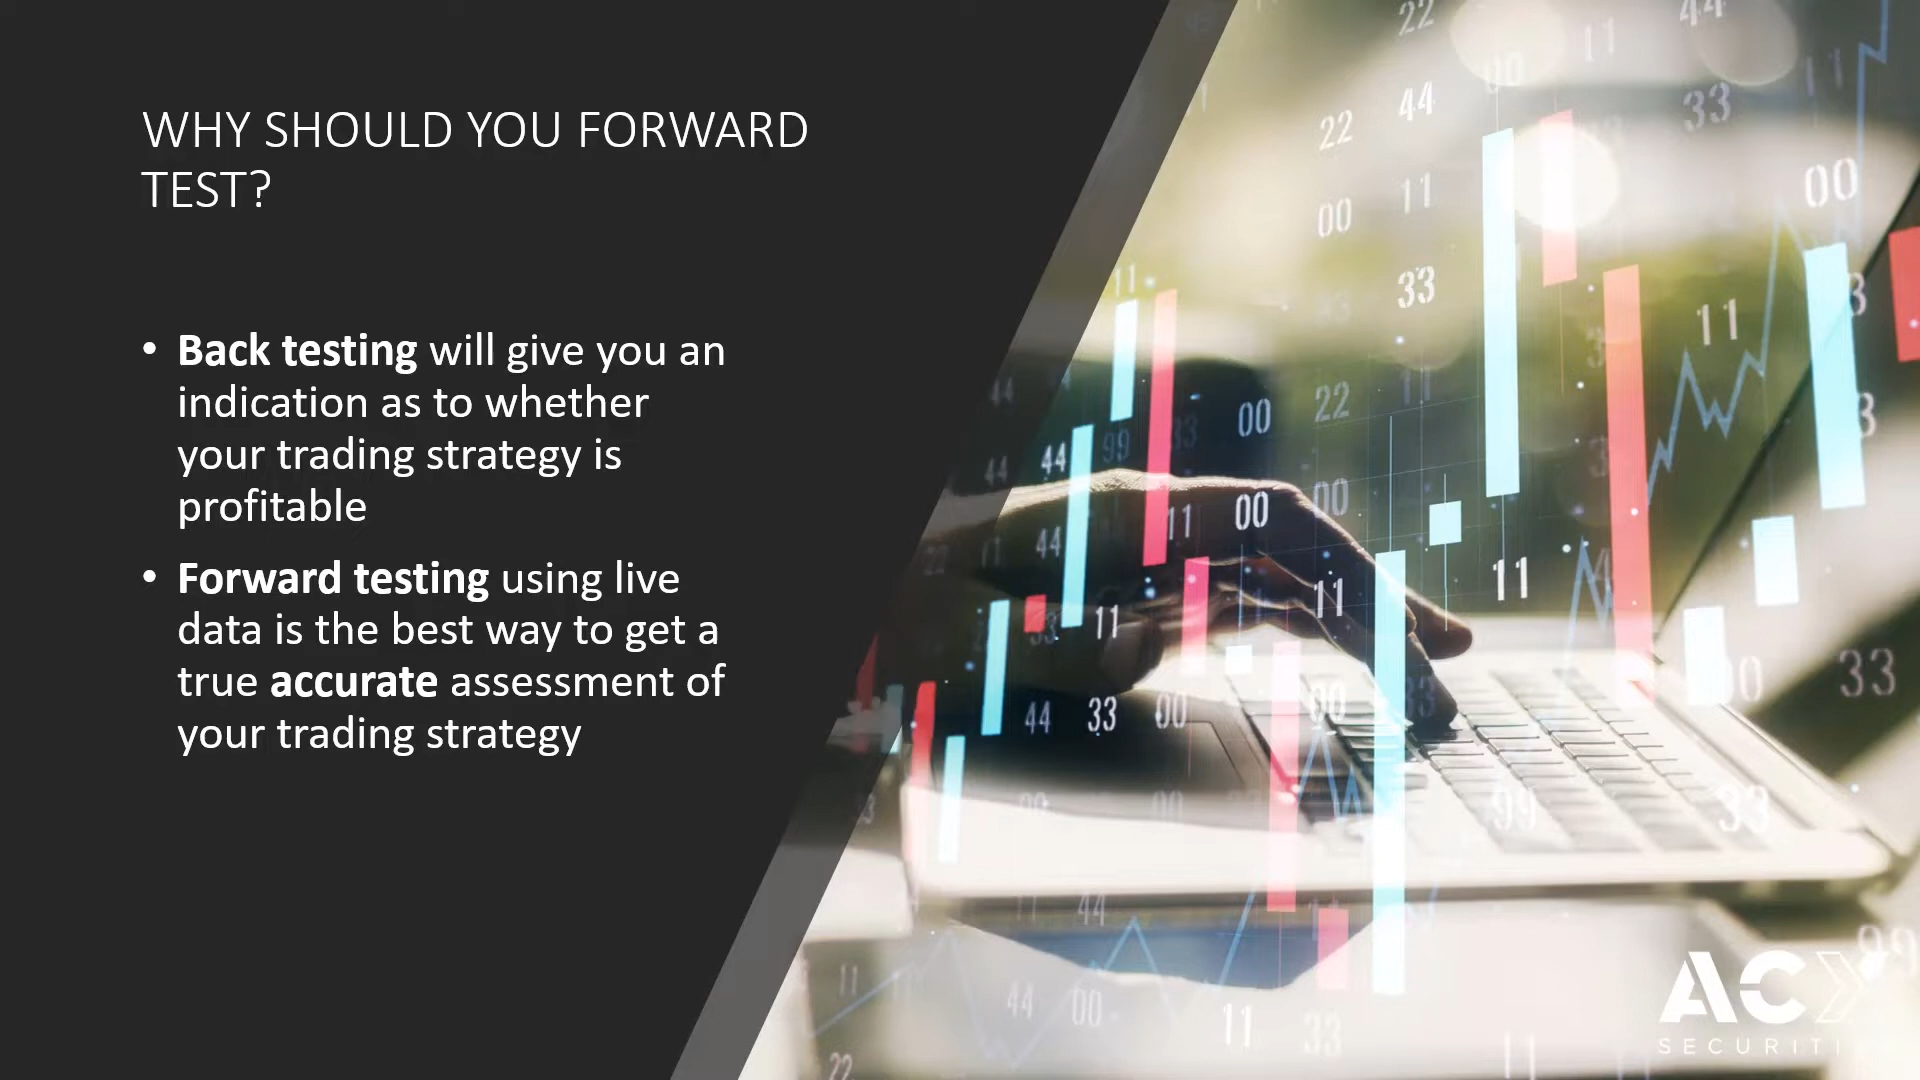 WHY SHOULD YOU FORWARD
TEST?
• Back testing will give you an
indication as to whether
your trading strategy is
profitable
• Forward testing using live
data is the best way to get a
true accurate assessment of
your trading strategy
AC